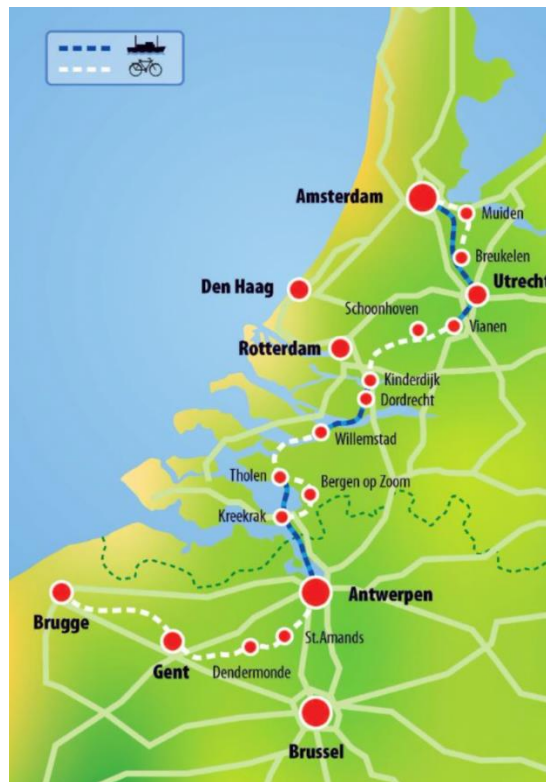 Amsterdam
Muiden
Breukelen
Den Haag
Utrecht
Schoonhoven
Vianen
Rotterdam
Kinderdijk
Dordrecht
Willemstad
Tholen
Bergen op Zoom
Kreekrak
Antwerpen
Brugge
St.Amands
Gent
Dendermonde
Brussel